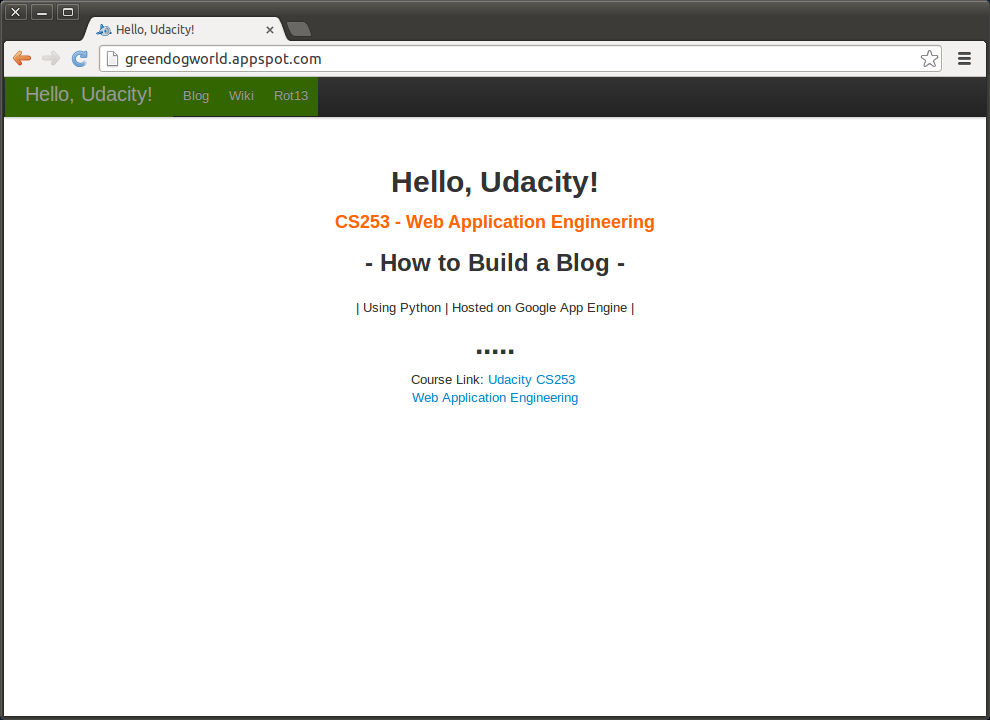 Hello, Udacity!
greendogworld.appspot.com
Hello, Udacity! Blog Wiki Rot13
Hello, Udacity!
CS253 - Web Application Engineering
- How to Build a Blog -
| Using Python | Hosted on Google App Engine |
.....
Course Link: Udacity CS253
Web Application Engineering